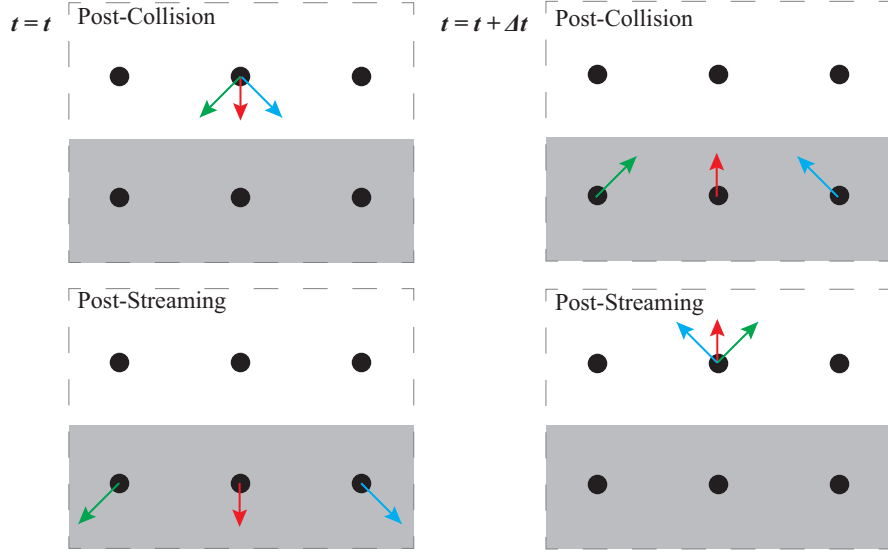 t = t
Post-Collision
t = t + Δt
Post-Collision
Post-Streaming
Post-Streaming